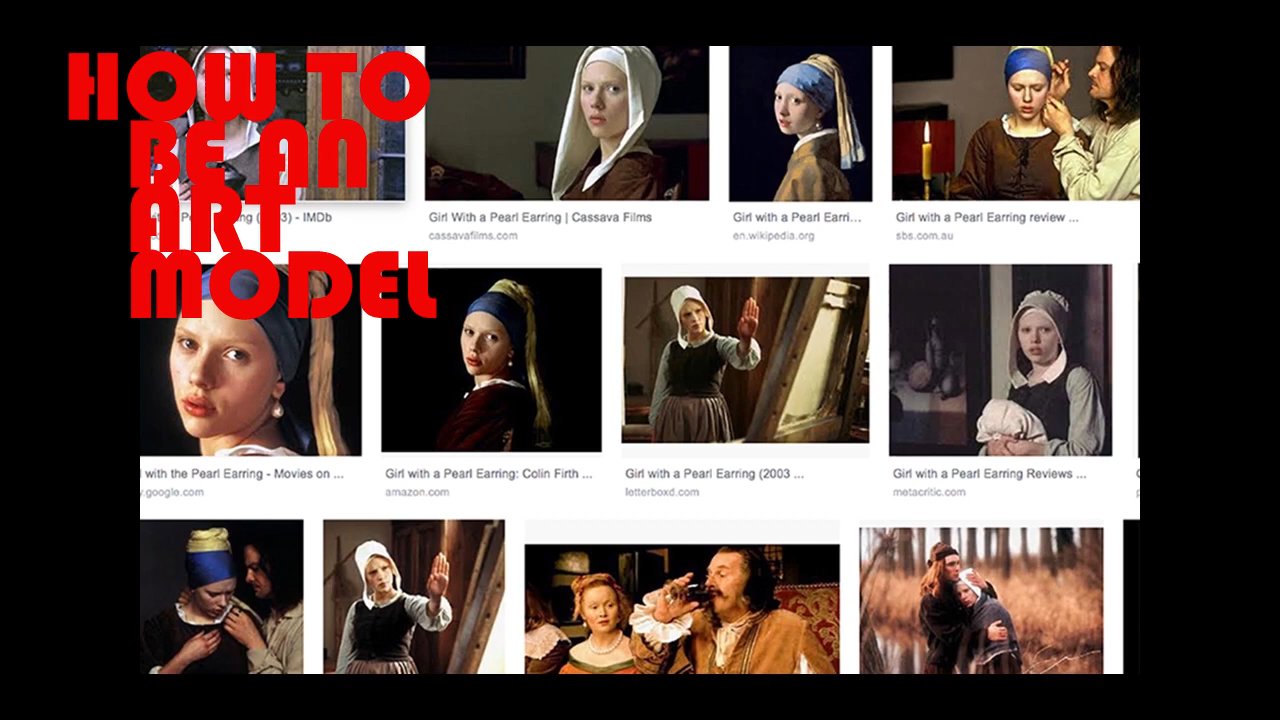 HOW TO
BE AN
ART
MODEL
(2003) - IMDb
Girl With a Pearl Earring | Cassava Films
cassavafilms.com
Girl with a Pearl Earri...
en.wikipedia.org
Girl with a Pearl Earring review ...
sbs.com.au
with the Pearl Earring - Movies on ...
.google.com
Girl with a Pearl Earring: Colin Firth ...
amazon.com
Girl with a Pearl Earring (2003 ...
letterboxd.com
Girl with a Pearl Earring Reviews ...
metacritic.com